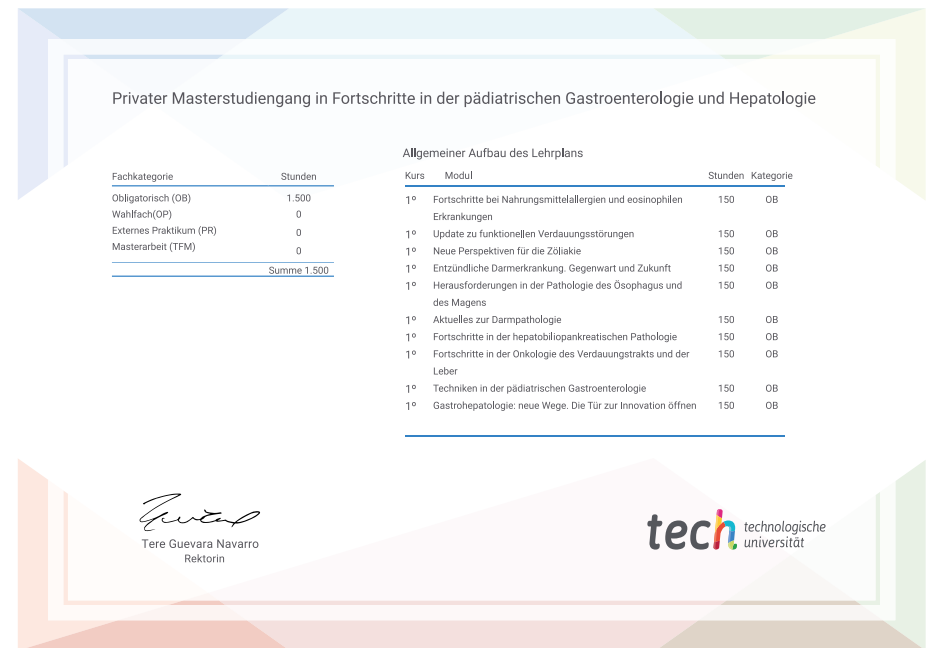 Privater Masterstudiengang in Fortschritte in der pädiatrischen Gastroenterologie und Hepatologie
Fachkategorie Stunden
Obligatorisch (OB) 1.500
Wahlfach(OP) 0
Externes Praktikum (PR) 0
Masterarbeit (TFM) 0
Summe 1.500
Allgemeiner Aufbau des Lehrplans
Kurs Modul Stunden Kategorie
1º Fortschritte bei Nahrungsmittelallergien und eosinophilen 150 OB
Erkrankungen
1º Update zu funktionellen Verdauungsstörungen 150 OB
1º Neue Perspektiven für die Zöliakie 150 OB
1º Entzündliche Darmerkrankung. Gegenwart und Zukunft 150 OB
1º Herausforderungen in der Pathologie des Ösophagus und 150 OB
des Magens
1º Aktuelles zur Darmpathologie 150 OB
1º Fortschritte in der hepatobiliopankreatischen Pathologie 150 OB
1º Fortschritte in der Onkologie des Verdauungstrakts und der 150 OB
Leber
1º Techniken in der pädiatrischen Gastroenterologie 150 OB
1º Gastrohepatologie: neue Wege. Die Tür zur Innovation öffnen 150 OB
Tere Guevara Navarro
Rektorin
tech technologische
universität